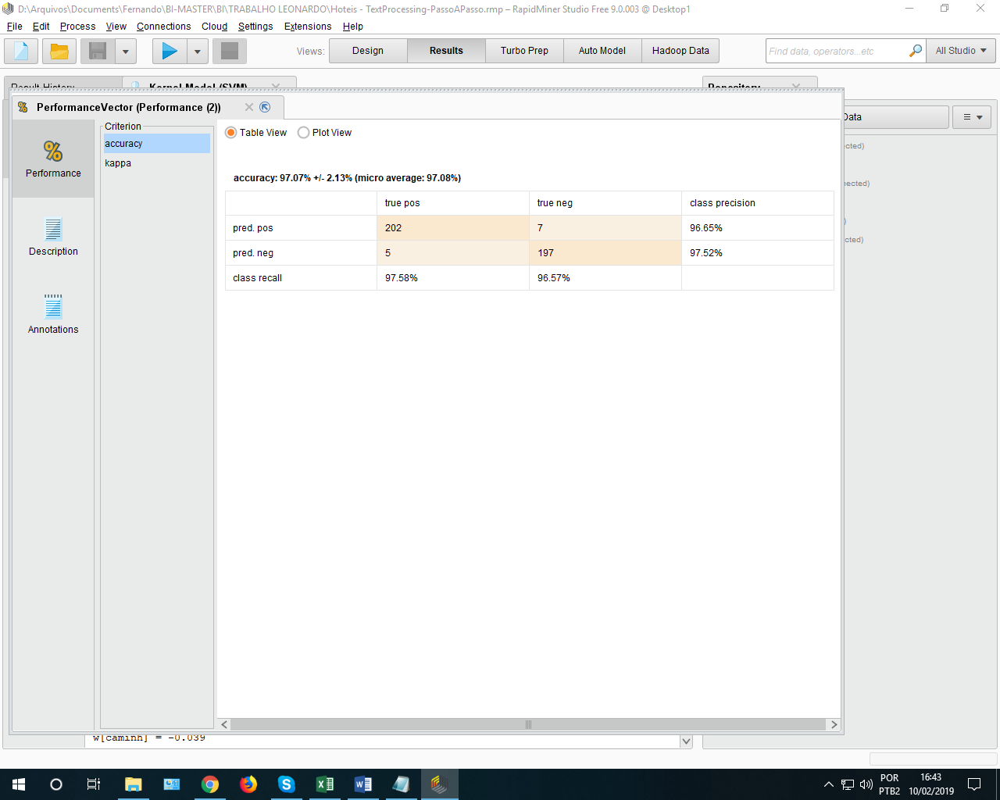 D:\Arquivos\Documents\Fernando\BI-MASTER\BI\TRABALHO LEONARDO\Hoteis - TextProcessing-PassoAPasso.rmp – RapidMiner Studio Free 9.0.003 @ Desktop1
File Edit Process View Connections Cloud Settings Extensions Help
Views: Design Results Turbo Prep Auto Model Hadoop Data
Find data, operators...etc
All Studio
Result History
Kernel Model (SVM)
Repository
PerformanceVector (Performance (2))
Data
Performance
Description
Annotations
Criterion
accuracy
kappa
Table View Plot View
accuracy: 97.07% +/- 2.13% (micro average: 97.08%)
true pos true neg class precision
pred. pos 202 7 96.65%
pred. neg 5 197 97.52%
class recall 97.58% 96.57%
w[caminh] = -0.039
POR
PTB2
16:43
10/02/2019